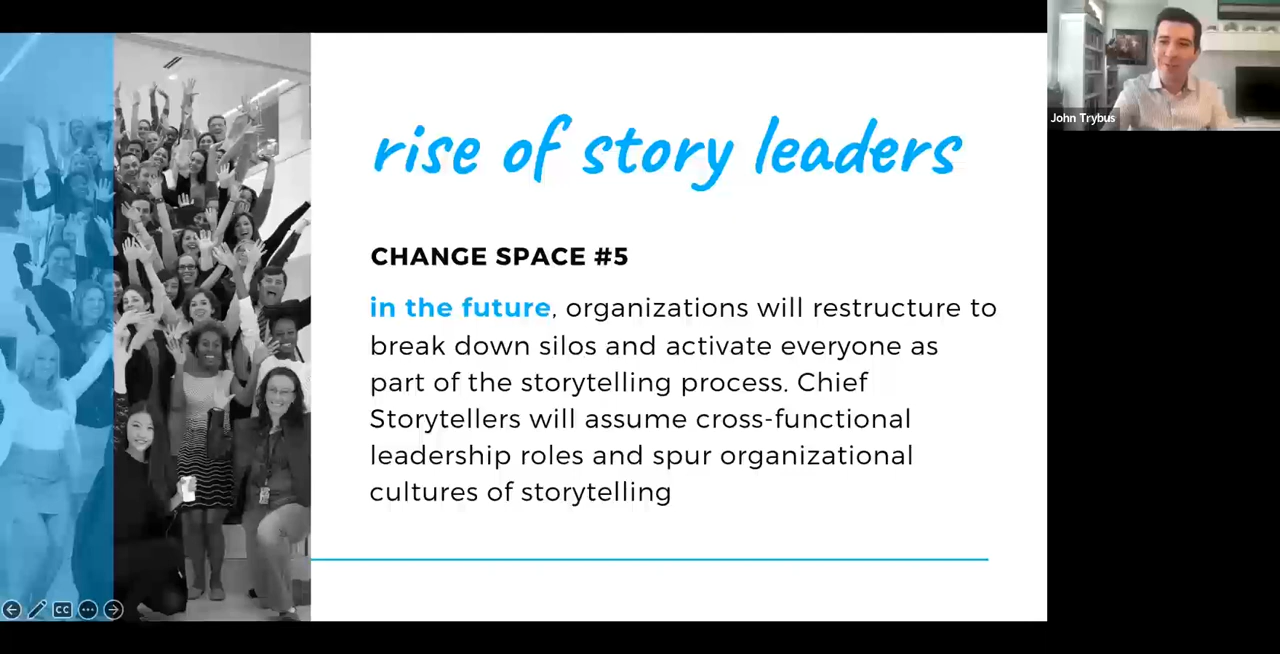 rise of story leaders
John Trybus
CHANGE SPACE #5
in the future, organizations will restructure to
break down silos and activate everyone as
part of the storytelling process. Chief
Storytellers will assume cross-functional
leadership roles and spur organizational
cultures of storytelling
CC